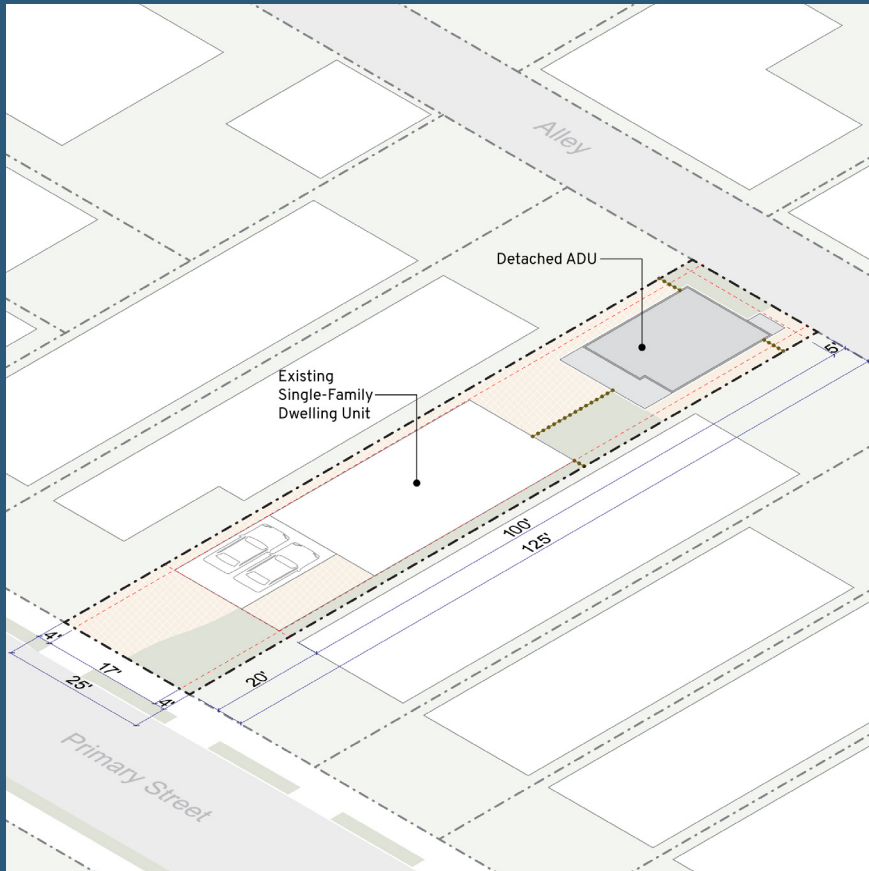 Alley
Detached ADU
Existing
Single-Family
Dwelling Unit
5'
100'
125'
4'
17'
25'
4'
20'
Primary Street